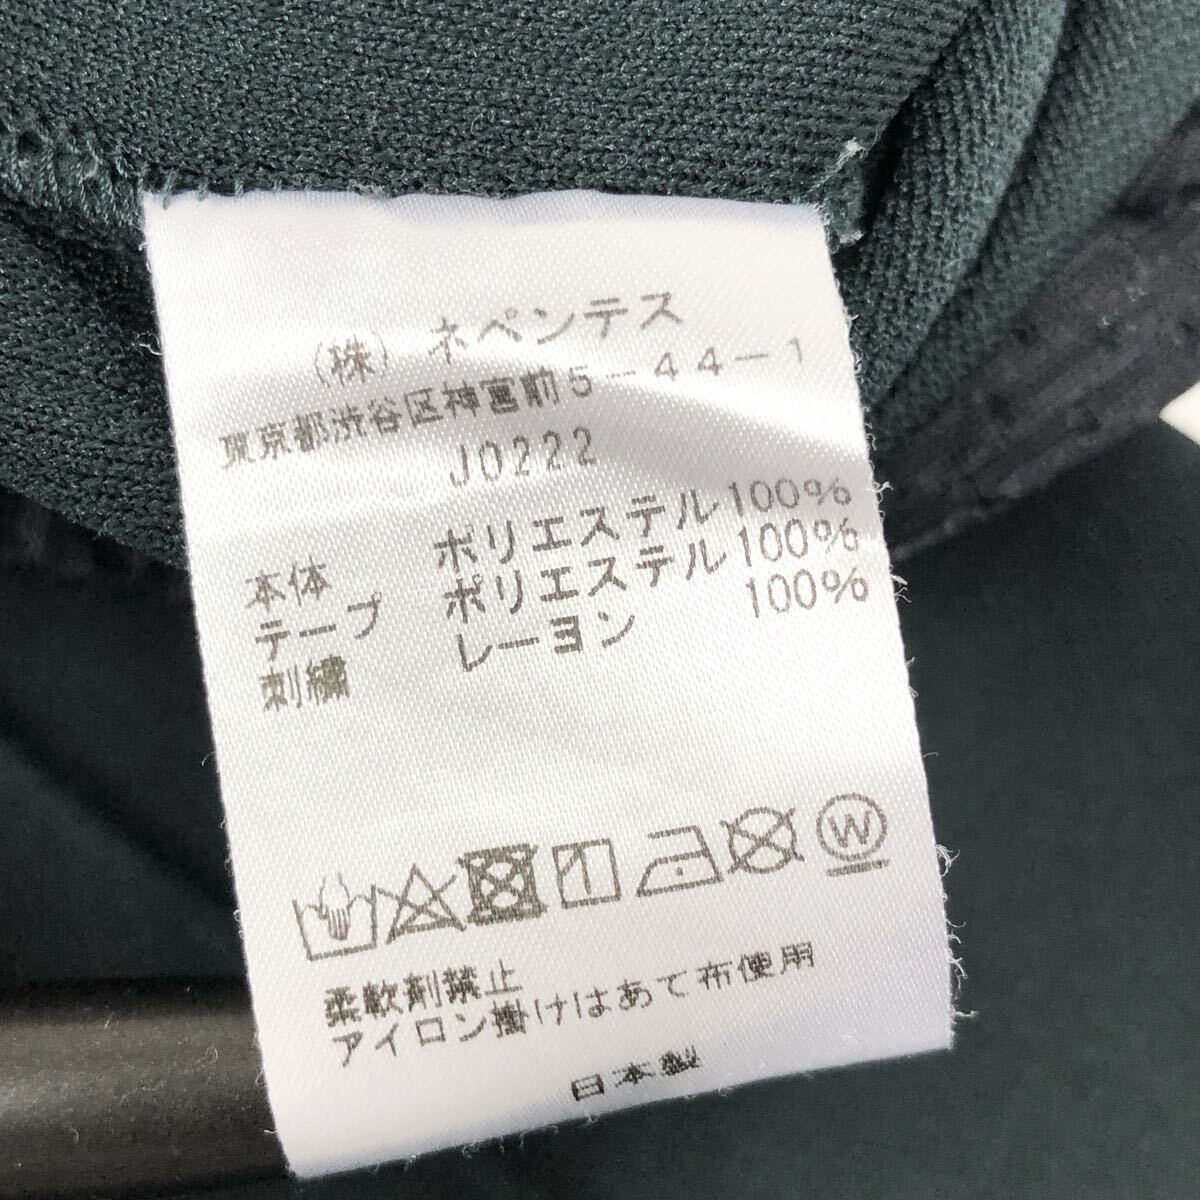 (株) ネペンテス
東京都渋谷区神宮前5-44-1
J0222
本体 ポリエステル100%
テープ ポリエステル100%
刺繍 レーヨン 100%
W
柔軟剤禁止
アイロン掛けはあて布使用
日本製